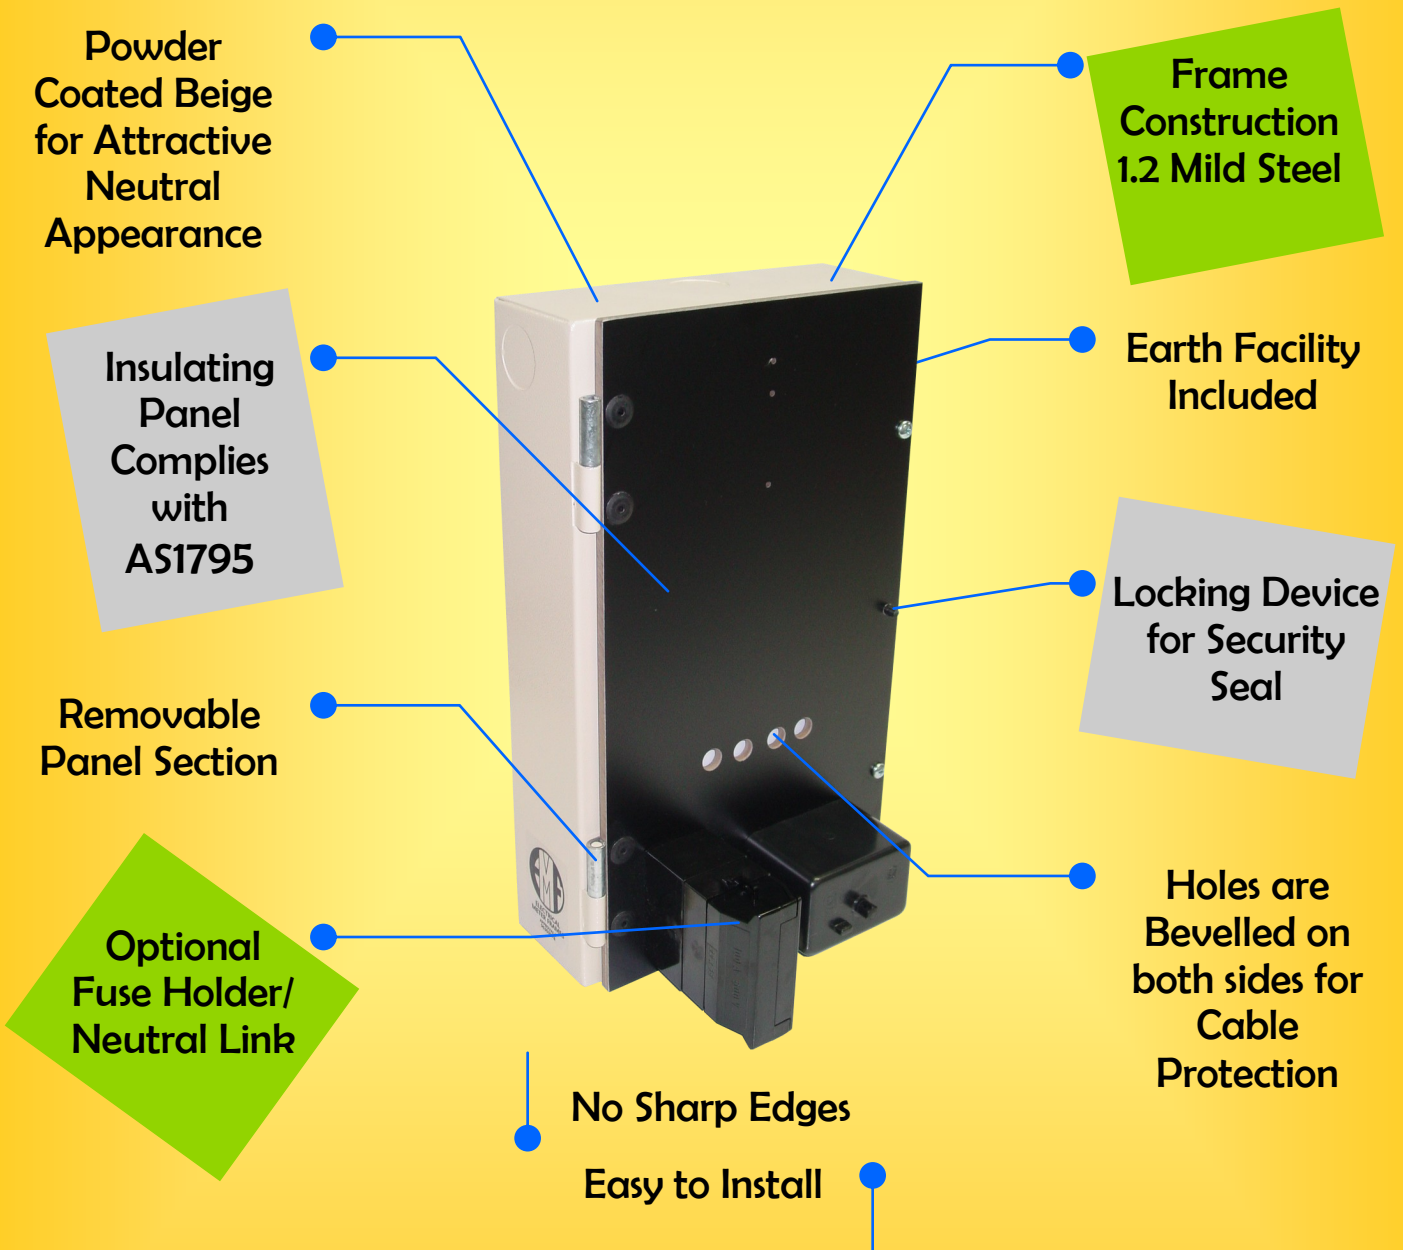 Powder
Coated Beige
for Attractive
Neutral
Appearance
Frame
Construction
1.2 Mild Steel
Insulating
Panel
Complies
with
AS1795
Earth Facility
Included
Locking Device
for Security
Seal
Removable
Panel Section
Optional
Fuse Holder/
Neutral Link
Holes are
Bevelled on
both sides for
Cable
Protection
No Sharp Edges
Easy to Install